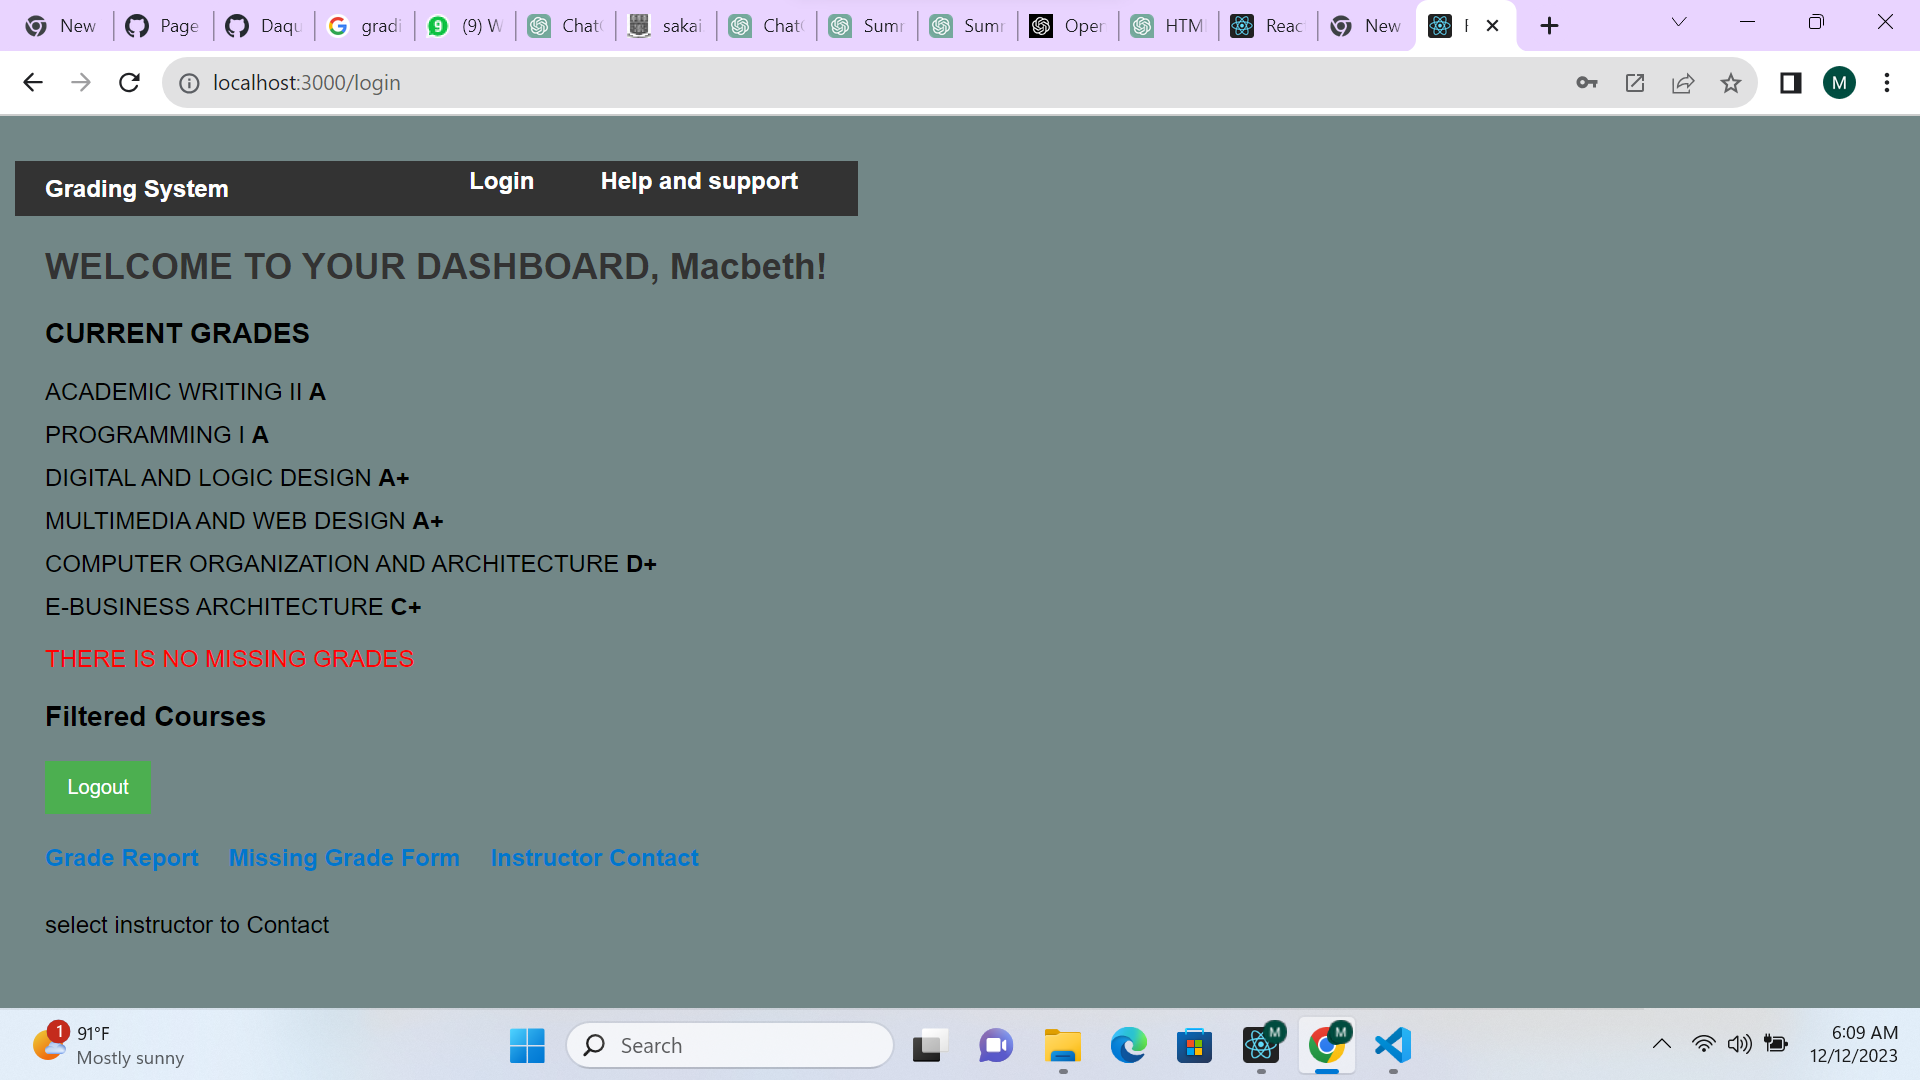 New
Page
Daqu
gradi
(9) W
Chat
sakai
Chat
Sumr
Sumr
Oper
HTM
Reac
New
localhost:3000/login
M
Grading System
Login
Help and support
WELCOME TO YOUR DASHBOARD, Macbeth!
CURRENT GRADES
ACADEMIC WRITING II A
PROGRAMMING I A
DIGITAL AND LOGIC DESIGN A+
MULTIMEDIA AND WEB DESIGN A+
COMPUTER ORGANIZATION AND ARCHITECTURE D+
E-BUSINESS ARCHITECTURE C+
THERE IS NO MISSING GRADES
Filtered Courses
Logout
Grade Report
Missing Grade Form
Instructor Contact
select instructor to Contact
1
91°F
Mostly sunny
Search
M
M
6:09 AM
12/12/2023